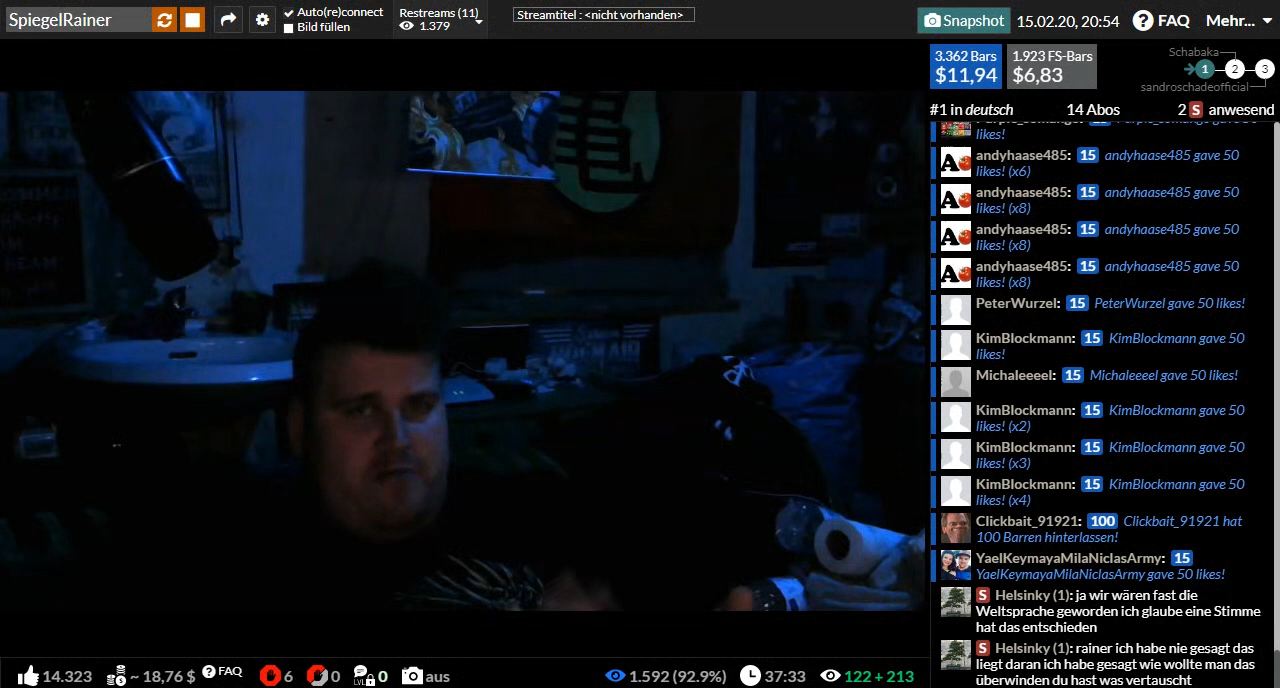 SpiegelRainer
Auto(re)connect
Bild füllen
Restreams (11)
1.379
Streamtitel : <nicht vorhanden>
Snapshot
15.02.20, 20:54
FAQ
Mehr...
3.362 Bars
$11,94
1.923 FS-Bars
$6,83
Schabaka
1 2 3
sandroschadeofficial
#1 in deutsch
14 Abos
2 S anwesend
likes!
andyhaase485: 15 andyhaase485 gave 50
likes! (x6)
andyhaase485: 15 andyhaase485 gave 50
likes! (x8)
andyhaase485: 15 andyhaase485 gave 50
likes! (x8)
andyhaase485: 15 andyhaase485 gave 50
likes! (x8)
PeterWurzel: 15 PeterWurzel gave 50 likes!
KimBlockmann: 15 KimBlockmann gave 50
likes!
Michaleeeel: 15 Michaleeeel gave 50 likes!
KimBlockmann: 15 KimBlockmann gave 50
likes! (x2)
KimBlockmann: 15 KimBlockmann gave 50
likes! (x3)
KimBlockmann: 15 KimBlockmann gave 50
likes! (x4)
Clickbait_91921: 100 Clickbait_91921 hat
100 Barren hinterlassen!
YaelKeymayaMilaNiclasArmy: 15
YaelKeymayaMilaNiclasArmy gave 50 likes!
S Helsinky (1): ja wir wären fast die
Weltsprache geworden ich glaube eine Stimme
hat das entschieden
S Helsinky (1): rainer ich habe nie gesagt das
liegt daran ich habe gesagt wie wollte man das
überwinden du hast was vertauscht
14.323
~ 18,76 $
FAQ
6
0
LVL
0
aus
1.592 (92.9%)
37:33
122 + 213